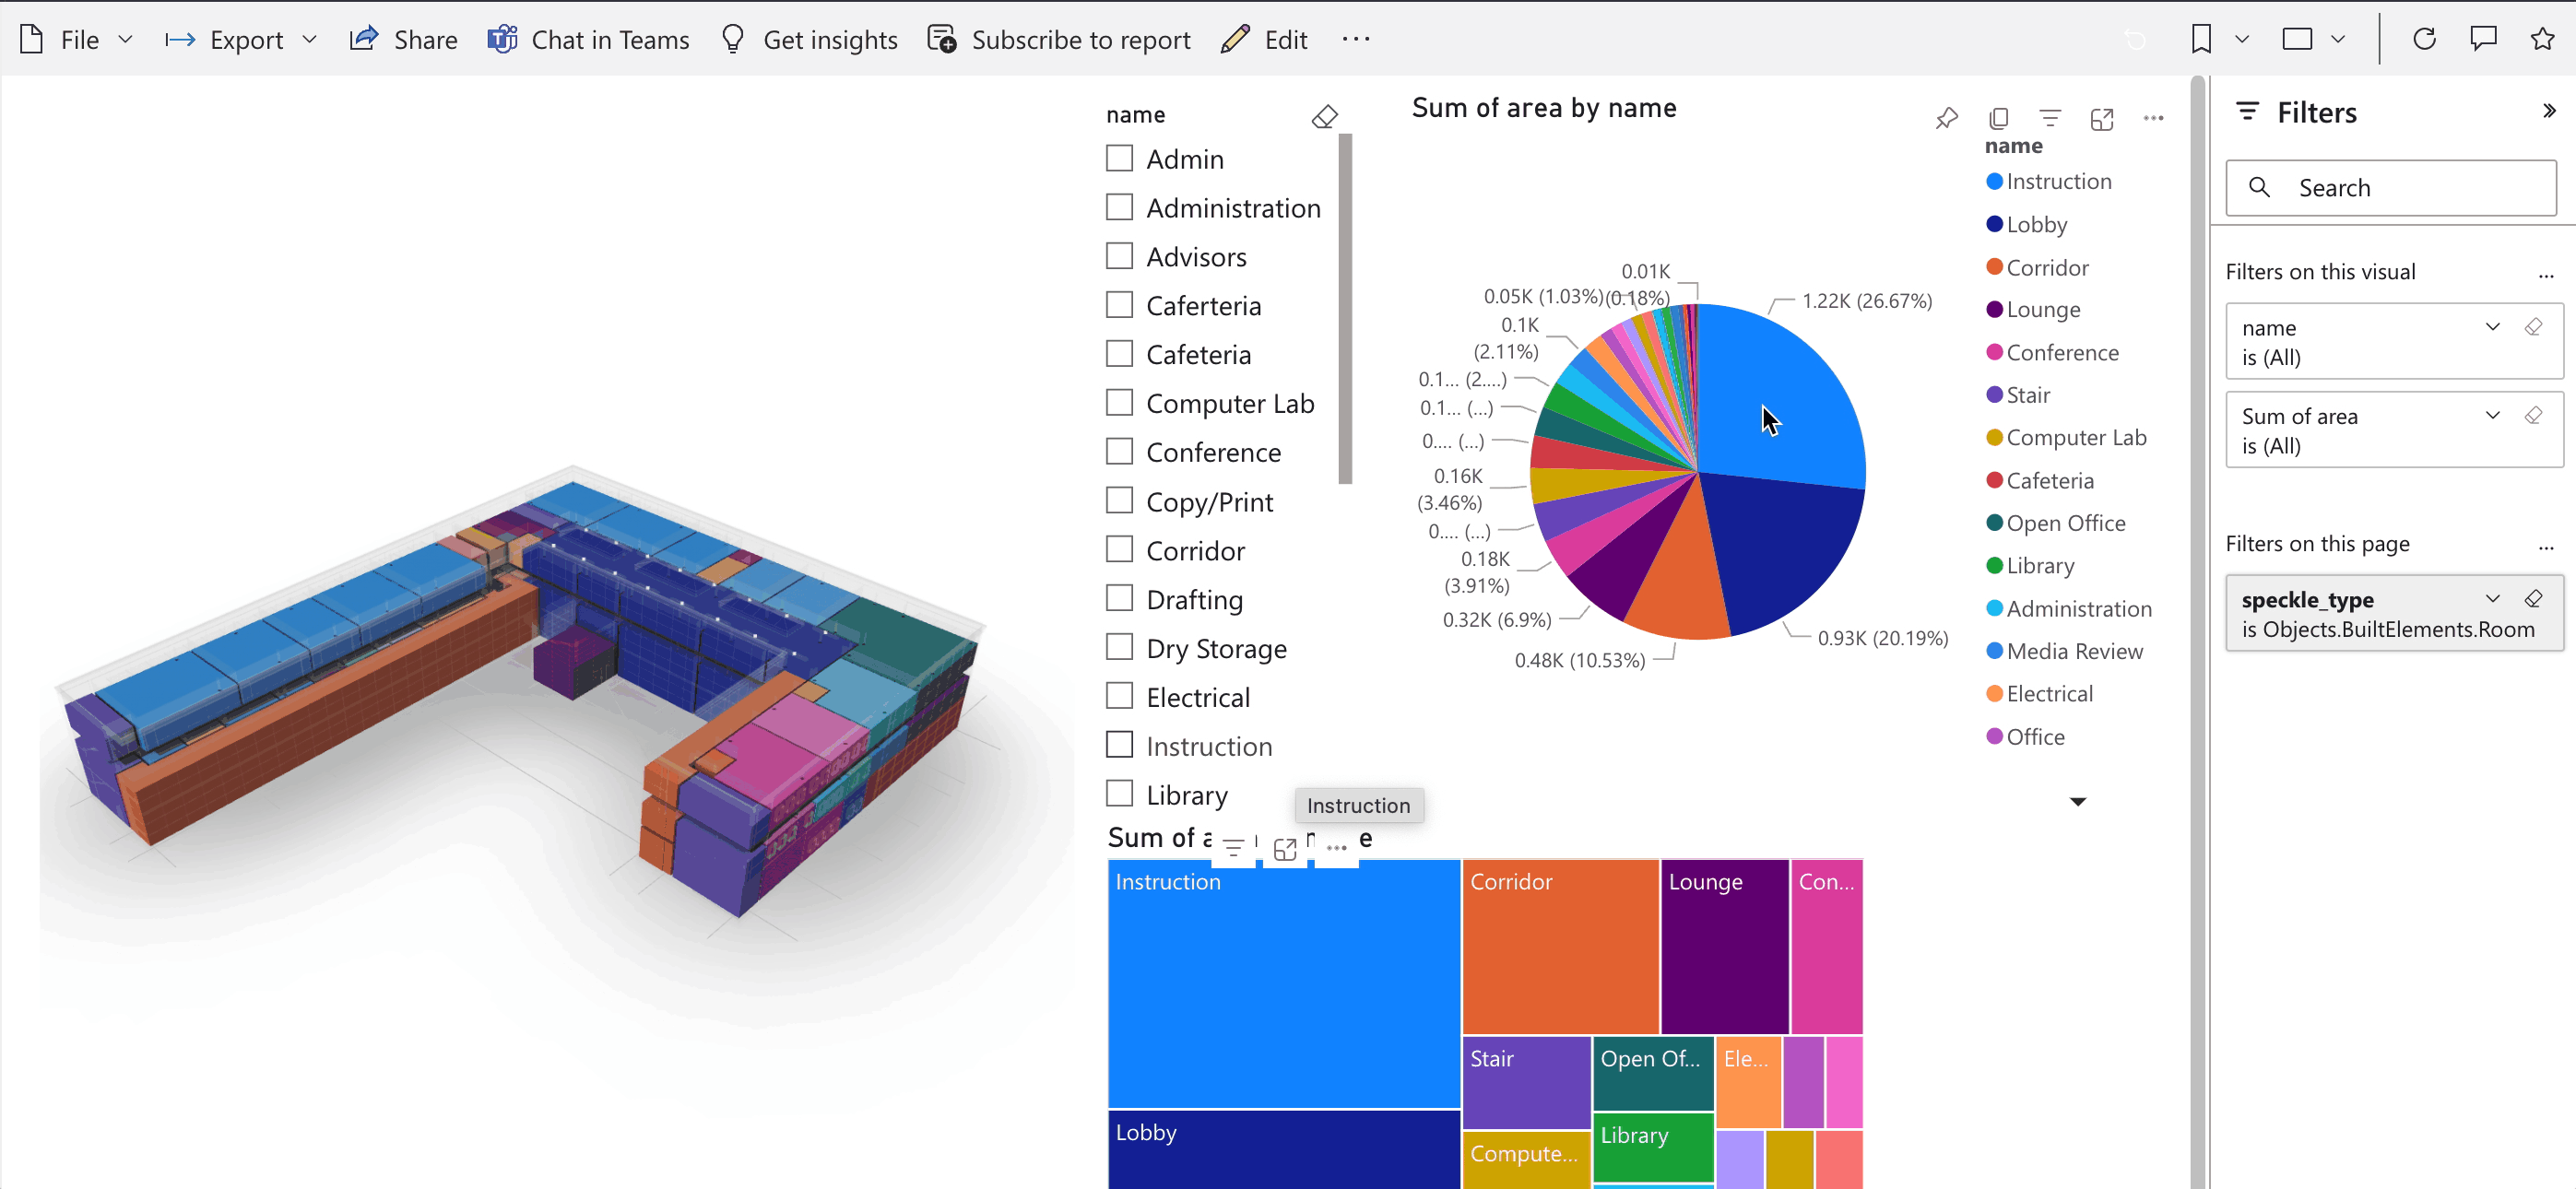 File
Export
Share
Chat in Teams
Get insights
Subscribe to report
Edit
name
Admin
Administration
Advisors
Caferteria
Cafeteria
Computer Lab
Conference
Copy/Print
Corridor
Drafting
Dry Storage
Electrical
Instruction
Library
Instruction
Sum of area by name
0.01K
(0.18%)
0.05K (1.03%)
0.1K
(2.11%)
0.1... (2....)
0.1... (...)
0.... (...)
0.16K
(3.46%)
0.... (...)
0.18K
(3.91%)
0.32K (6.9%)
0.48K (10.53%)
0.93K (20.19%)
1.22K (26.67%)
name
Instruction
Lobby
Corridor
Lounge
Conference
Stair
Computer Lab
Cafeteria
Open Office
Library
Administration
Media Review
Electrical
Office
Sum of
Instruction
Corridor
Lounge
Con...
Stair
Open Of...
Ele...
Lobby
Compute...
Library
Filters
Search
Filters on this visual
name
is (All)
Sum of area
is (All)
Filters on this page
speckle_type
is Objects.BuiltElements.Room